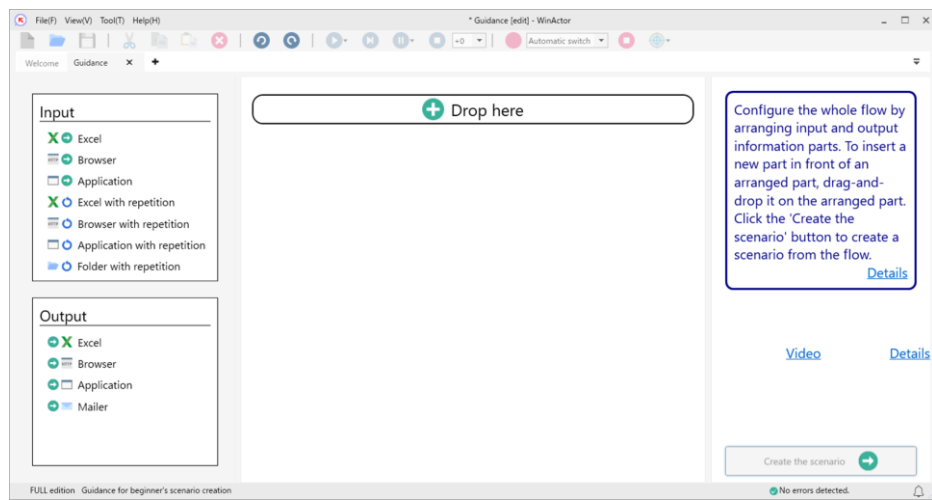 File(F) View(V) Tool(T) Help(H)
* Guidance [edit] - WinActor
+0
Automatic switch
Welcome Guidance
Input
Excel
Browser
Application
Excel with repetition
Browser with repetition
Application with repetition
Folder with repetition
Output
Excel
Browser
Application
Mailer
Drop here
Configure the whole flow by
arranging input and output
information parts. To insert a
new part in front of an
arranged part, drag-and-
drop it on the arranged part.
Click the 'Create the
scenario' button to create a
scenario from the flow.
Details
Video Details
Create the scenario
FULL edition Guidance for beginner's scenario creation
No errors detected.